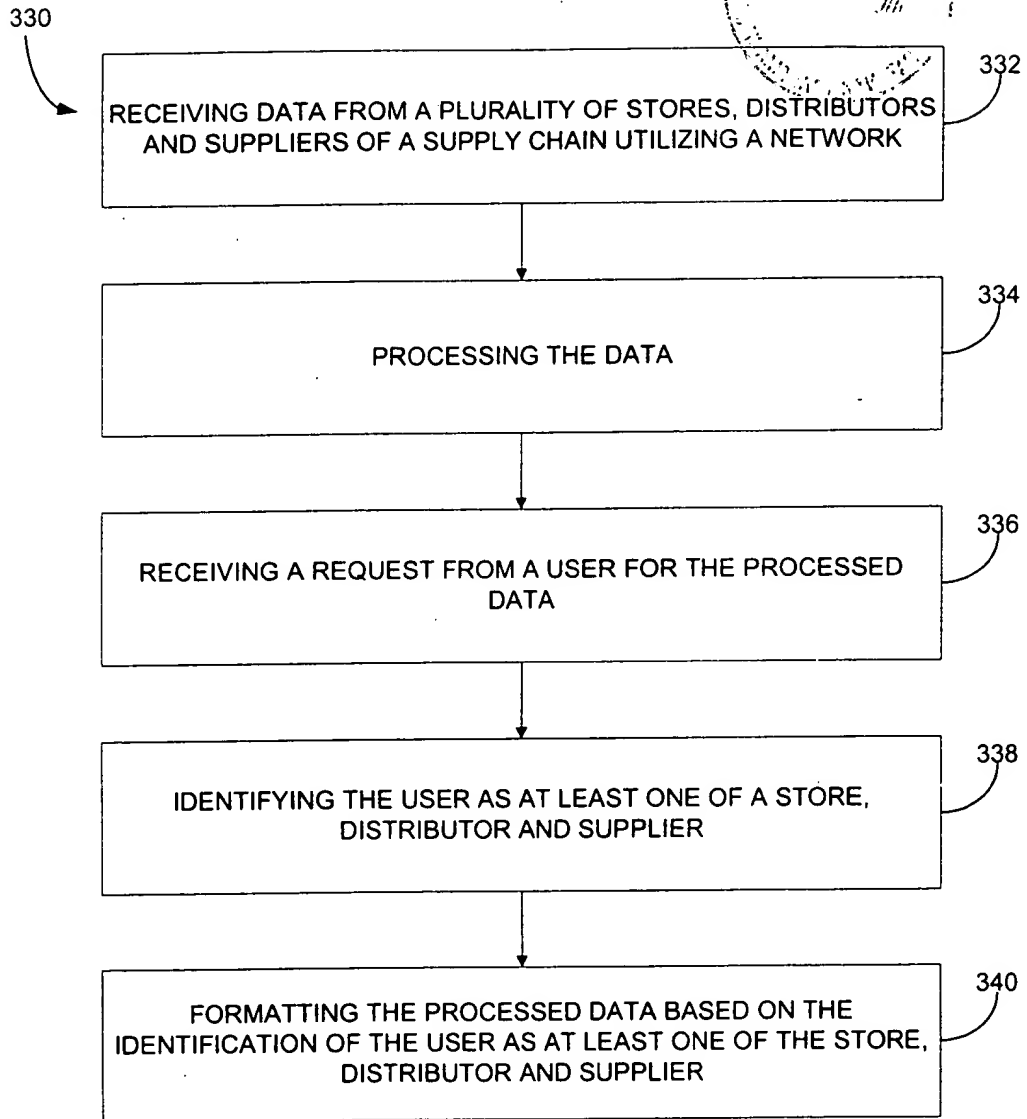 330
332
RECEIVING DATA FROM A PLURALITY OF STORES, DISTRIBUTORS
AND SUPPLIERS OF A SUPPLY CHAIN UTILIZING A NETWORK
334
PROCESSING THE DATA
336
RECEIVING A REQUEST FROM A USER FOR THE PROCESSED
DATA
338
IDENTIFYING THE USER AS AT LEAST ONE OF A STORE,
DISTRIBUTOR AND SUPPLIER
340
FORMATTING THE PROCESSED DATA BASED ON THE
IDENTIFICATION OF THE USER AS AT LEAST ONE OF THE STORE,
DISTRIBUTOR AND SUPPLIER